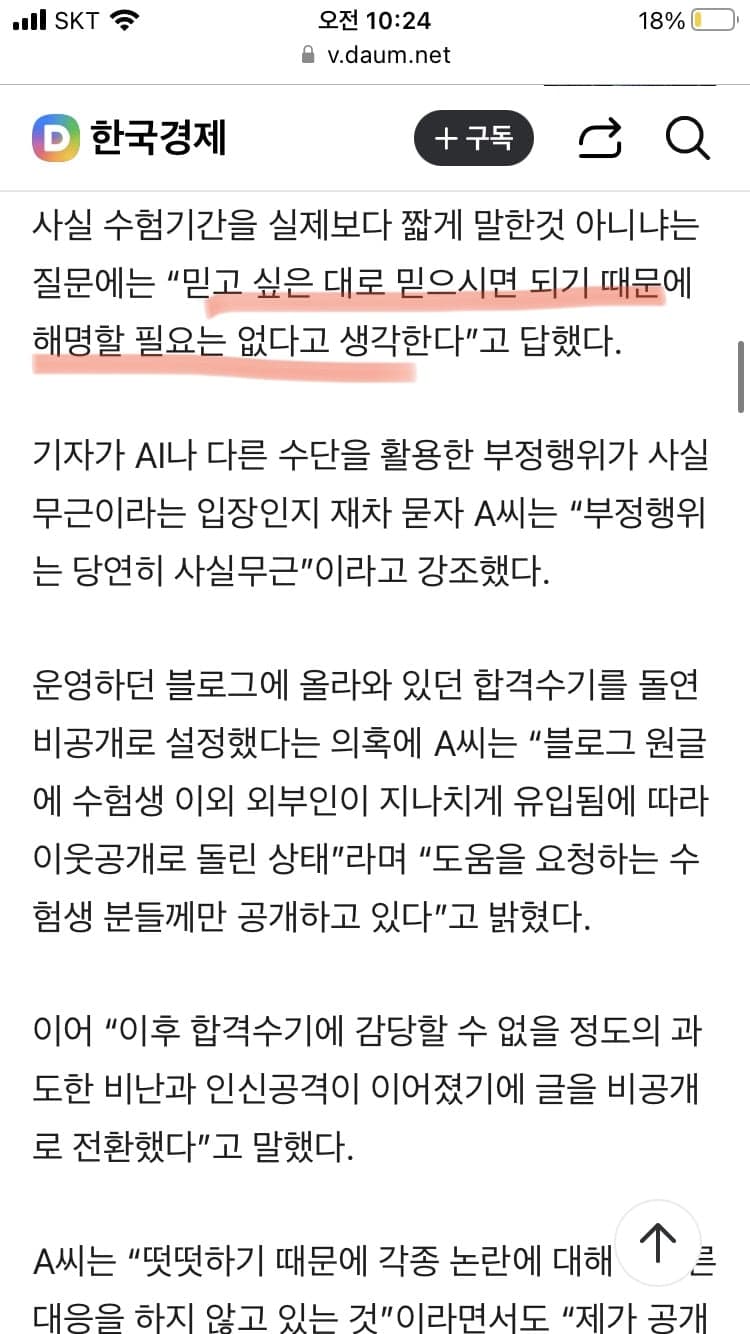 SKT
오전 10:24
18%
v.daum.net
D 한국경제
+ 구독
사실 수험기간을 실제보다 짧게 말한것 아니냐는
질문에는 “믿고 싶은 대로 믿으시면 되기 때문에
해명할 필요는 없다고 생각한다”고 답했다.
기자가 AI나 다른 수단을 활용한 부정행위가 사실
무근이라는 입장인지 재차 묻자 A씨는 “부정행위
는 당연히 사실무근”이라고 강조했다.
운영하던 블로그에 올라와 있던 합격수기를 돌연
비공개로 설정했다는 의혹에 A씨는 “블로그 원글
에 수험생 이외 외부인이 지나치게 유입됨에 따라
이웃공개로 돌린 상태”라며 “도움을 요청하는 수
험생 분들께만 공개하고 있다”고 밝혔다.
이어 “이후 합격수기에 감당할 수 없을 정도의 과
도한 비난과 인신공격이 이어졌기에 글을 비공개
로 전환했다”고 말했다.
A씨는 “떳떳하기 때문에 각종 논란에 대해
대응을 하지 않고 있는 것”이라면서도 “제가 공개